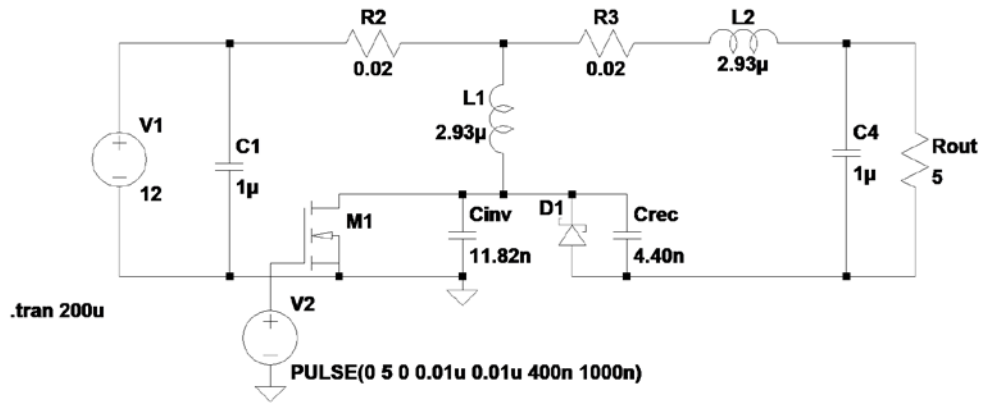 R2
0.02
R3
0.02
L2
2.93µ
L1
2.93µ
V1
12
C1
1µ
M1
Cinv
11.82n
D1
Crec
4.40n
C4
1µ
Rout
5
.tran 200u
V2
PULSE(0 5 0 0.01u 0.01u 400n 1000n)